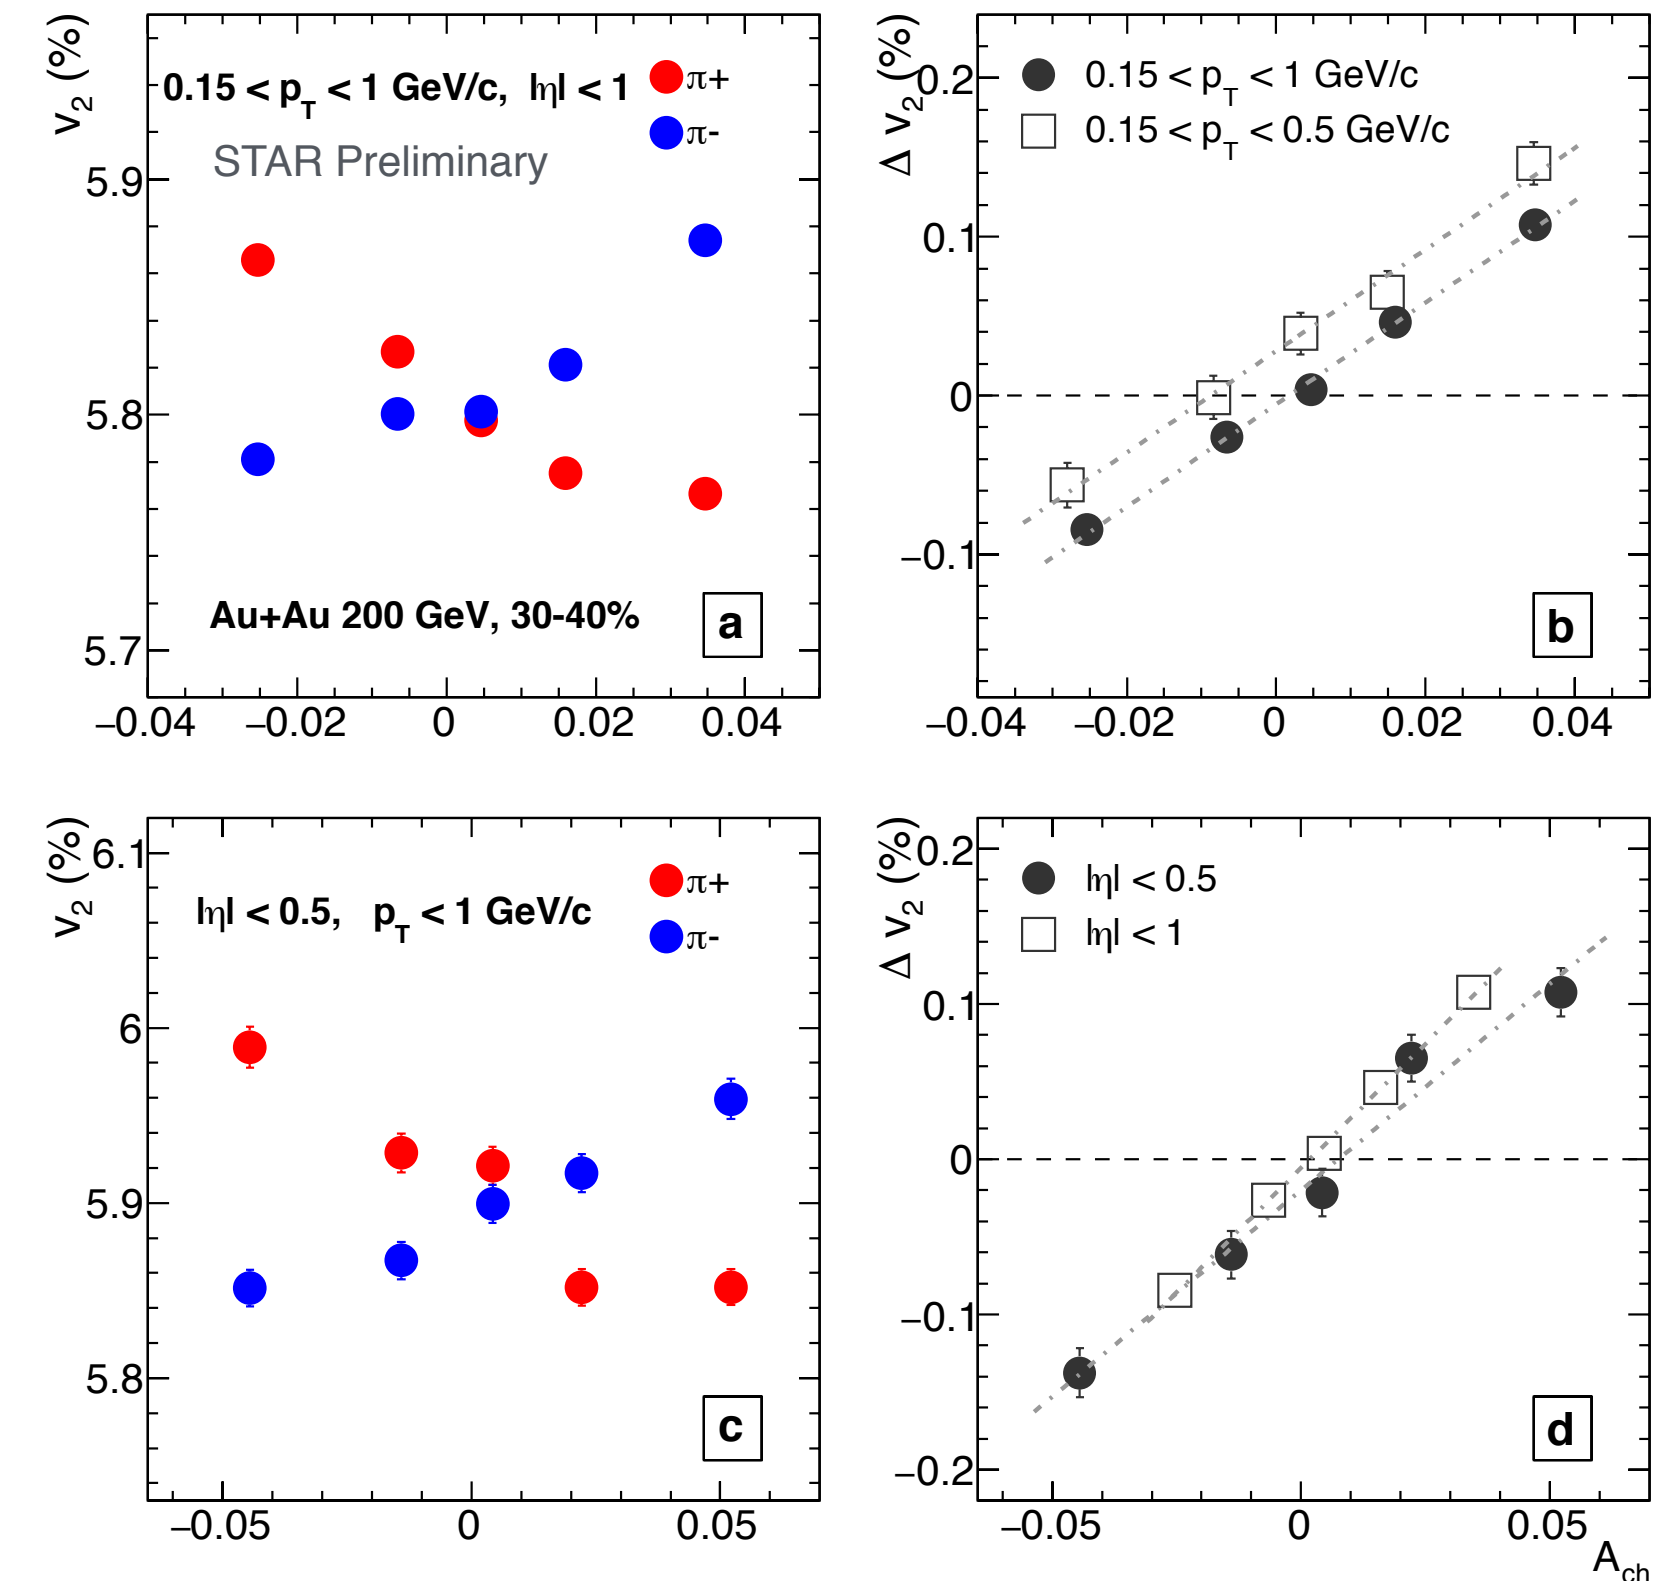 v2 (%)
0.15 < pT < 1 GeV/c, |η| < 1
π+
π-
STAR Preliminary
5.9
5.8
5.7
Au+Au 200 GeV, 30-40%
a
−0.04 −0.02 0 0.02 0.04
Δ v2 (%)
0.15 < pT < 1 GeV/c
0.15 < pT < 0.5 GeV/c
0.2
0.1
0
−0.1
b
−0.04 −0.02 0 0.02 0.04
v2 (%)
|η| < 0.5, pT < 1 GeV/c
π+
π-
6.1
6
5.9
5.8
c
−0.05 0 0.05
Δ v2 (%)
|η| < 0.5
|η| < 1
0.2
0.1
0
−0.1
−0.2
d
−0.05 0 0.05
Ach